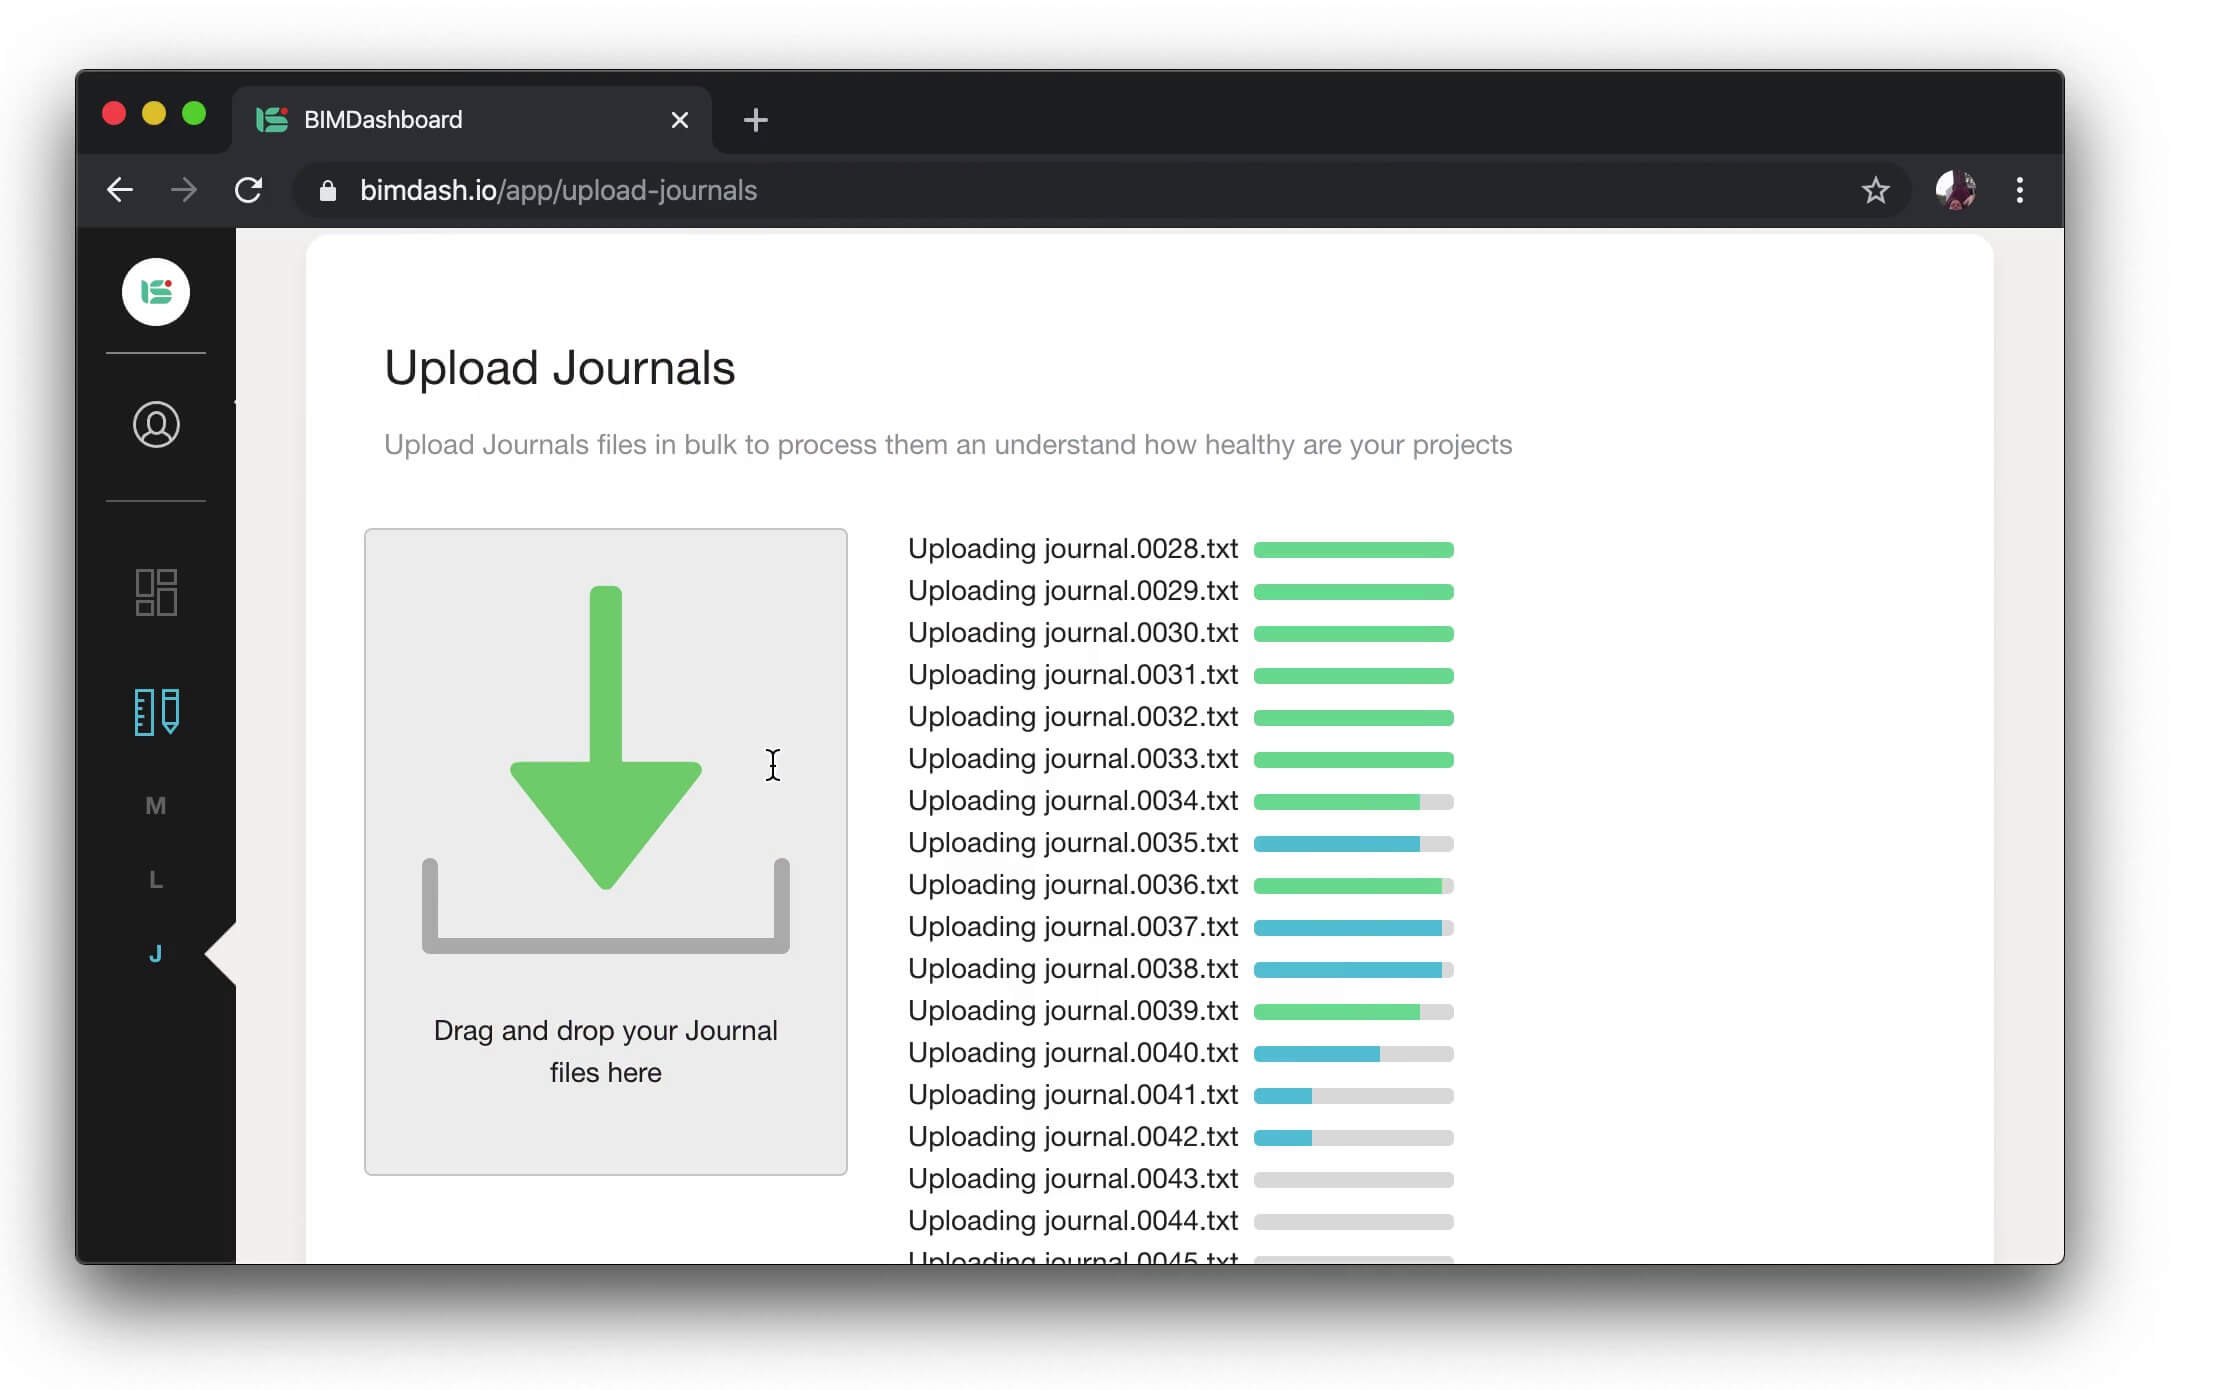 BIMDashboard
bimdash.io/app/upload-journals
Upload Journals
Upload Journals files in bulk to process them an understand how healthy are your projects
M
L
J
Drag and drop your Journal
files here
Uploading journal.0028.txt
Uploading journal.0029.txt
Uploading journal.0030.txt
Uploading journal.0031.txt
Uploading journal.0032.txt
Uploading journal.0033.txt
Uploading journal.0034.txt
Uploading journal.0035.txt
Uploading journal.0036.txt
Uploading journal.0037.txt
Uploading journal.0038.txt
Uploading journal.0039.txt
Uploading journal.0040.txt
Uploading journal.0041.txt
Uploading journal.0042.txt
Uploading journal.0043.txt
Uploading journal.0044.txt
Uploading journal.0045.txt